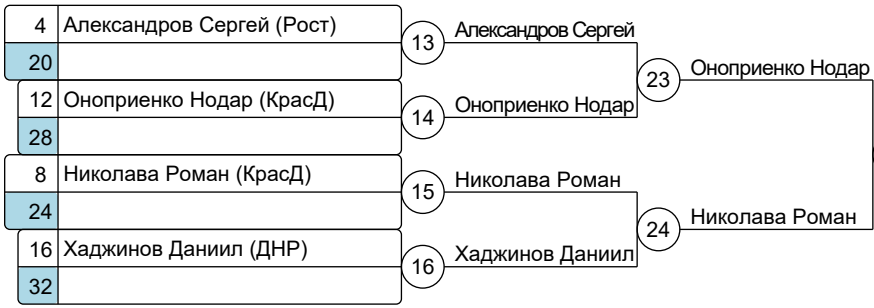 4 Александров Сергей (Рост)
20
13 Александров Сергей
12 Оноприенко Нодар (КрасД)
28
14 Оноприенко Нодар
23 Оноприенко Нодар
8 Николава Роман (КрасД)
24
15 Николава Роман
16 Хаджинов Даниил (ДНР)
32
16 Хаджинов Даниил
24 Николава Роман